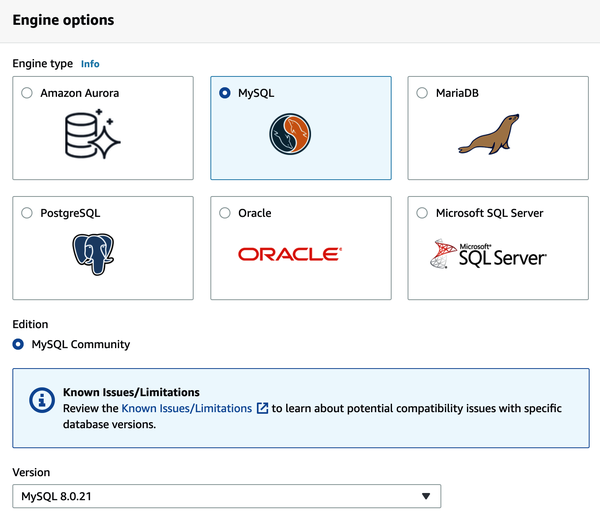 Engine options
Engine type Info
Amazon Aurora
MySQL
MariaDB
PostgreSQL
Oracle
Microsoft SQL Server
ORACLE
Microsoft
SQL Server
Edition
MySQL Community
Known Issues/Limitations
Review the Known Issues/Limitations to learn about potential compatibility issues with specific
database versions.
Version
MySQL 8.0.21